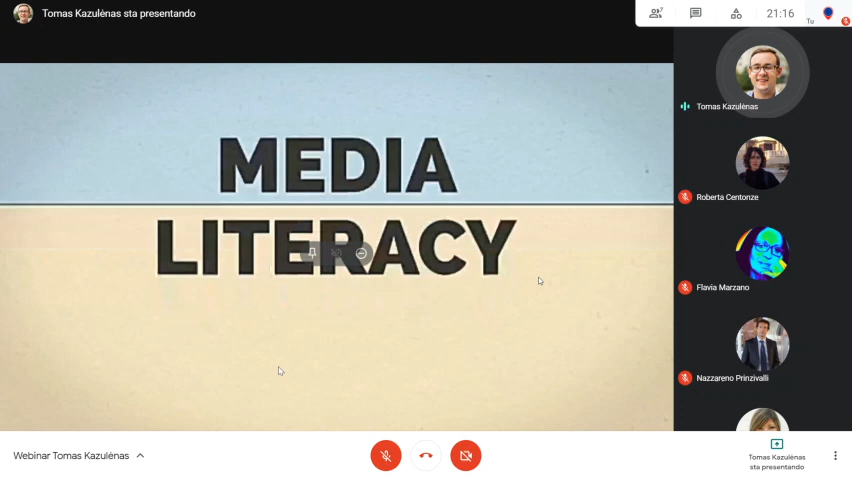 Tomas Kazulėnas sta presentando
7
21:16
Tu
MEDIA
LITERACY
Tomas Kazulėnas
Roberta Centonze
Flavia Marzano
Nazzareno Prinzivalli
Webinar Tomas Kazulėnas
Tomas Kazulėnas
sta presentando